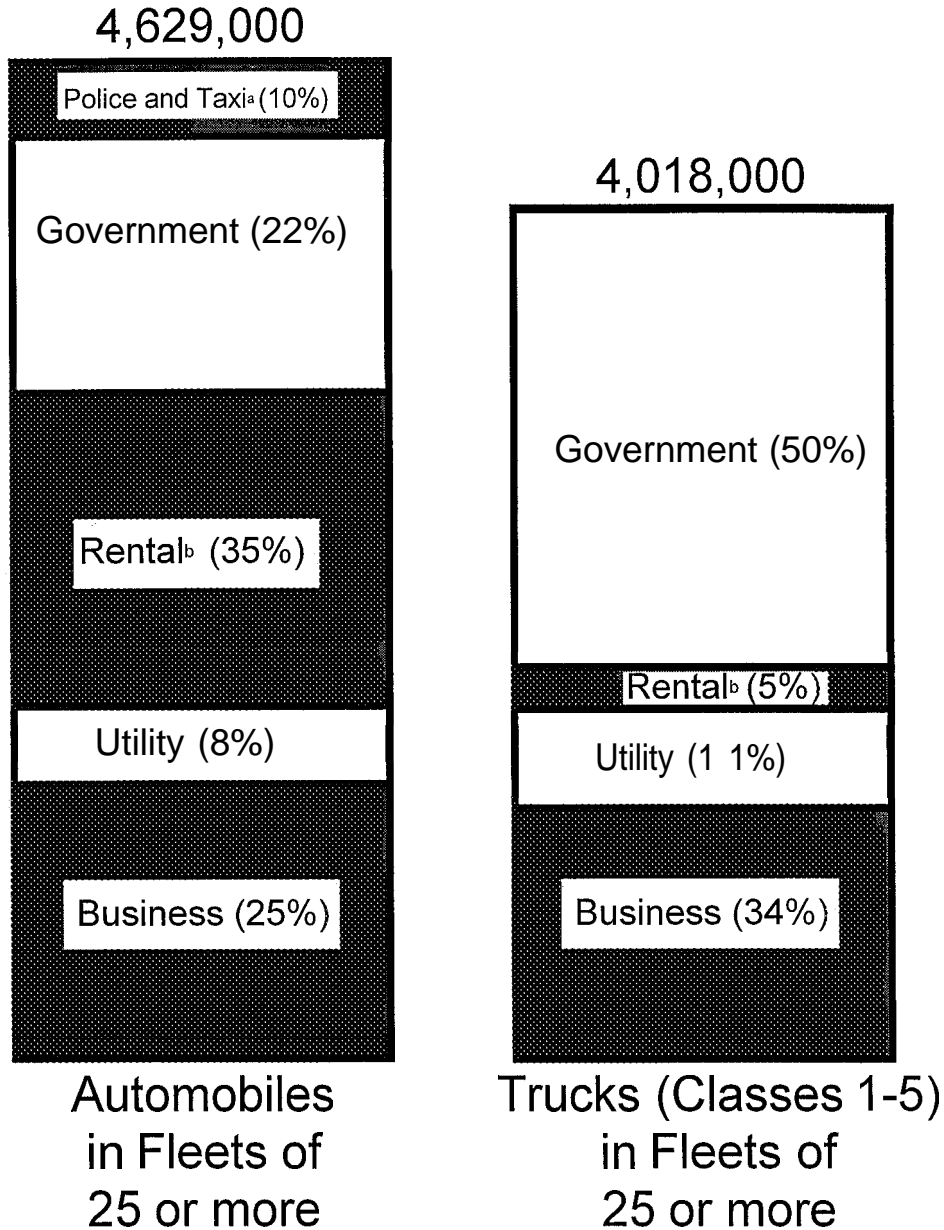 4,629,000
Police and Taxiᵃ (10%)
Government (22%)
Rentalᵇ (35%)
Utility (8%)
Business (25%)
Automobiles
in Fleets of
25 or more
4,018,000
Government (50%)
Rentalᵇ (5%)
Utility (1 1%)
Business (34%)
Trucks (Classes 1-5)
in Fleets of
25 or more